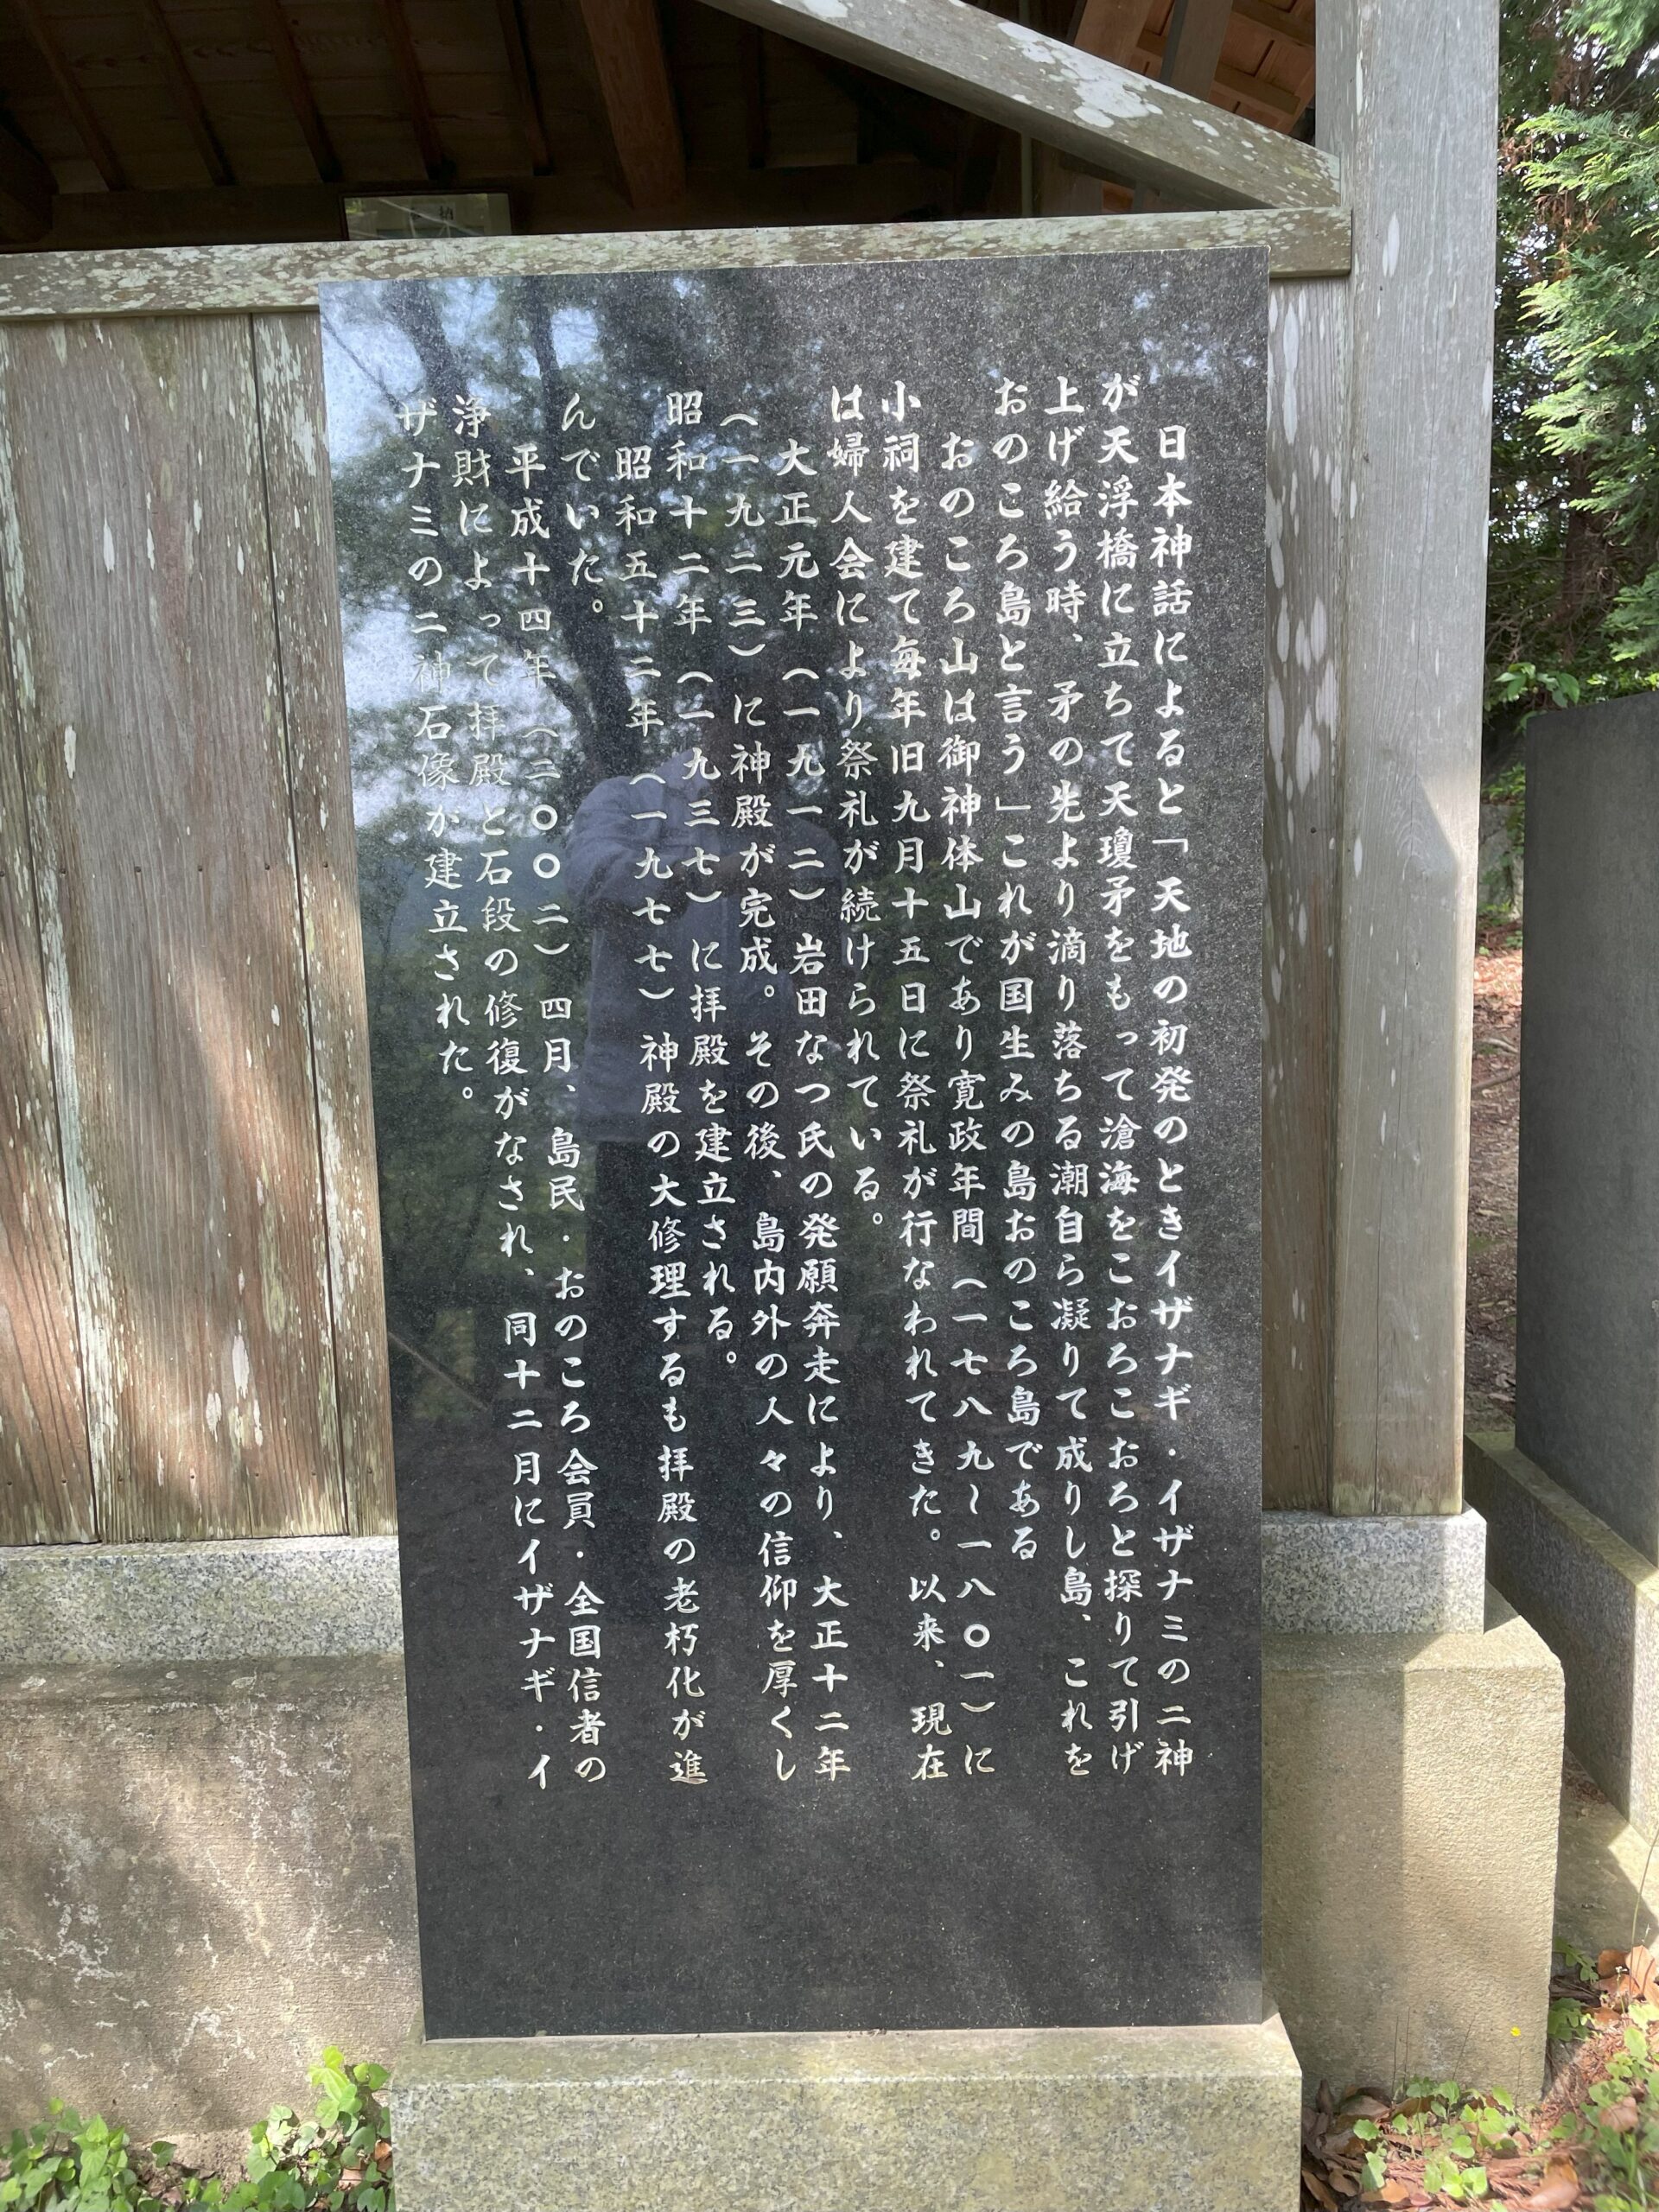 日本神話によると「天地の初発のときイザナギ・イザナミの二神
が天浮橋に立ちて天瓊矛をもって滄海をこおろこおろと探りて引げ
上げ給う時、矛の先より滴り落ちる潮自ら凝りて成りし島、これを
おのころ島と言う」これが国生みの島おのころ島である
おのころ山は御神体山であり寛政年間（一七八九～一八〇一）に
小祠を建て毎年旧九月十五日に祭礼が行なわれてきた。以来、現在
は婦人会により祭礼が続けられている。
大正元年（一九一二）岩田なつ氏の発願奔走により、大正十二年
（一九二三）に神殿が完成。その後、島内外の人々の信仰を厚くし
昭和十二年（一九三七）に拝殿を建立される。
昭和五十二年（一九七七）神殿の大修理するも拝殿の老朽化が進
んでいた。
平成十四年（二〇〇二）四月、島民・おのころ会員・全国信者の
浄財によって拝殿と石段の修復がなされ、同十二月にイザナギ・イ
ザナミの二神石像か建立された。